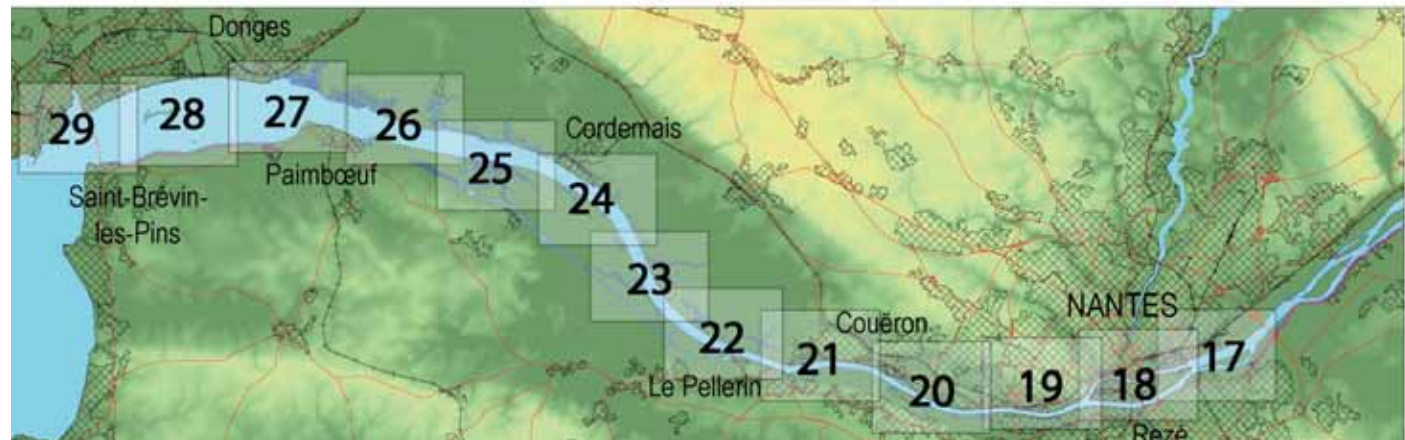 Donges
29
28
27
26
Cordemais
25
Paimbœuf
24
Saint-Brévin-
les-Pins
23
NANTES
22
Couëron
21
17
Le Pellerin
20
19
18
Rezé